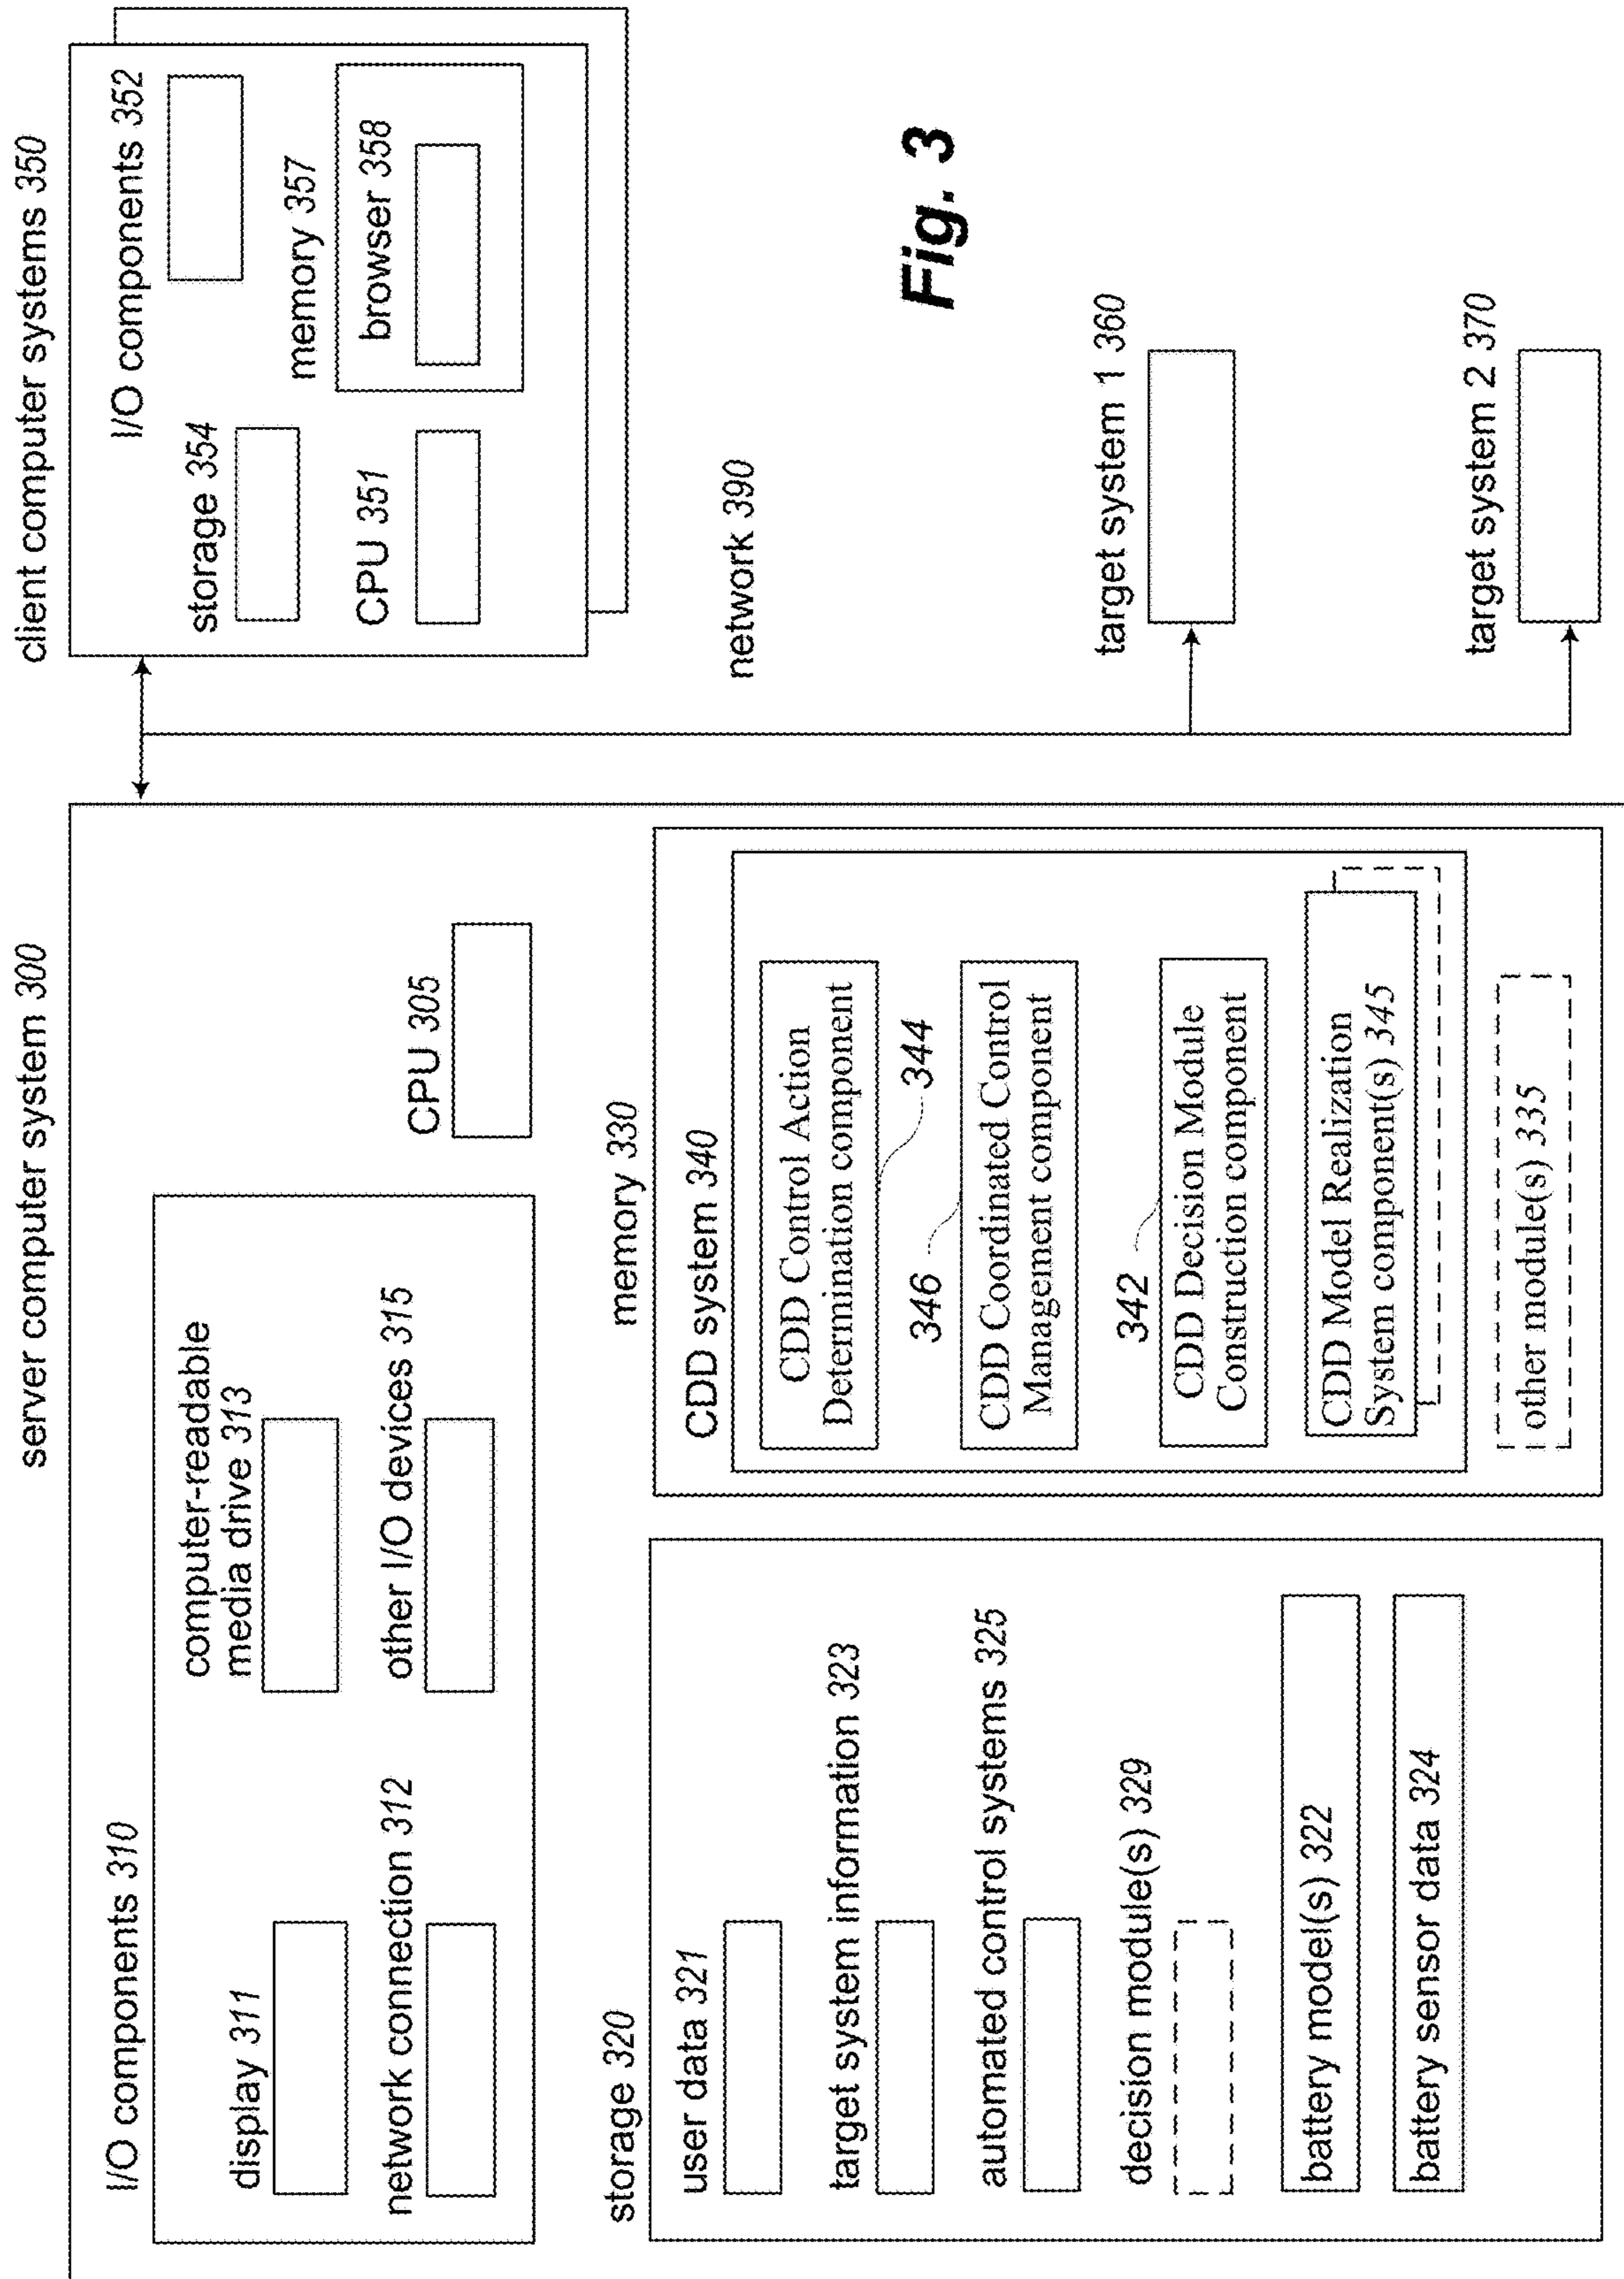 server computer system 300
I/O components 310
display 311
network connection 312
computer-readable
media drive 313
other I/O devices 315
CPU 305
storage 320
user data 321
target system information 323
automated control systems 325
decision module(s) 329
battery model(s) 322
battery sensor data 324
memory 330
CDD system 340
CDD Control Action
Determination component
344
346
CDD Coordinated Control
Management component
342
CDD Decision Module
Construction component
CDD Model Realization
System component(s) 345
other module(s) 335
client computer systems 350
I/O components 352
storage 354
memory 357
browser 358
CPU 351
network 390
target system 1 360
target system 2 370
Fig. 3